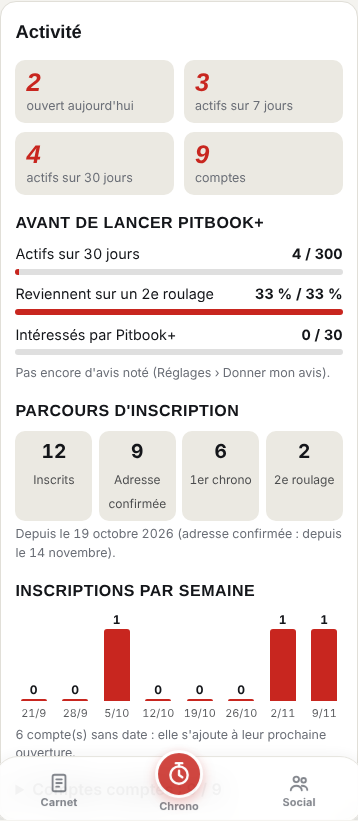 Activité
2
ouvert aujourd'hui
3
actifs sur 7 jours
4
actifs sur 30 jours
9
comptes
AVANT DE LANCER PITBOOK+
Actifs sur 30 jours 4 / 300
Reviennent sur un 2e roulage 33 % / 33 %
Intéressés par Pitbook+ 0 / 30
Pas encore d'avis noté (Réglages › Donner mon avis).
PARCOURS D'INSCRIPTION
12
Inscrits
9
Adresse
confirmée
6
1er chrono
2
2e roulage
Depuis le 19 octobre 2026 (adresse confirmée : depuis
le 14 novembre).
INSCRIPTIONS PAR SEMAINE
0 0 1 0 0 0 1 1
21/9 28/9 5/10 12/10 19/10 26/10 2/11 9/11
6 compte(s) sans date : elle s'ajoute à leur prochaine
ouverture.
Comptes 9
Carnet
Chrono
Social